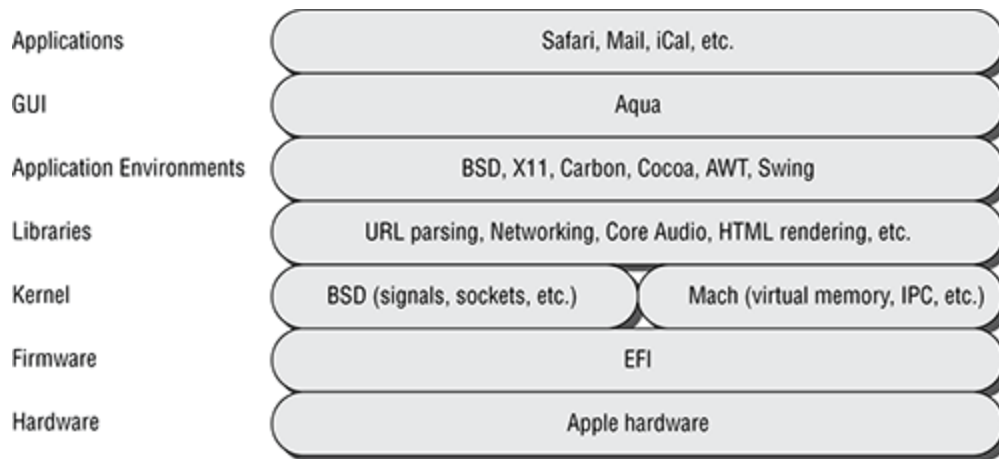 Applications Safari, Mail, iCal, etc.
GUI Aqua
Application Environments BSD, X11, Carbon, Cocoa, AWT, Swing
Libraries URL parsing, Networking, Core Audio, HTML rendering, etc.
Kernel BSD (signals, sockets, etc.) Mach (virtual memory, IPC, etc.)
Firmware EFI
Hardware Apple hardware